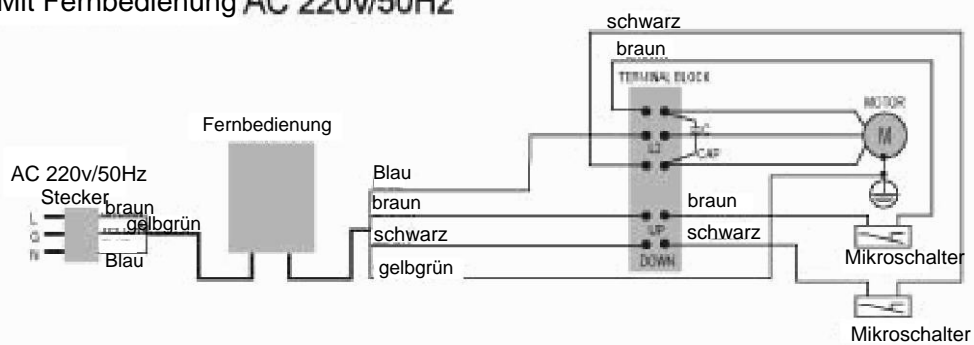 Mit Fernbedienung AC 220v/50Hz
schwarz
braun
TERMINAL BLOCK
MOTOR
Fernbedienung
M
C
L2
CAP
AC 220v/50Hz
Stecker
Blau
braun
L
braun
braun
gelbgrün
G
UP
schwarz
schwarz
N
Blau
DOWN
Mikroschalter
gelbgrün
Mikroschalter